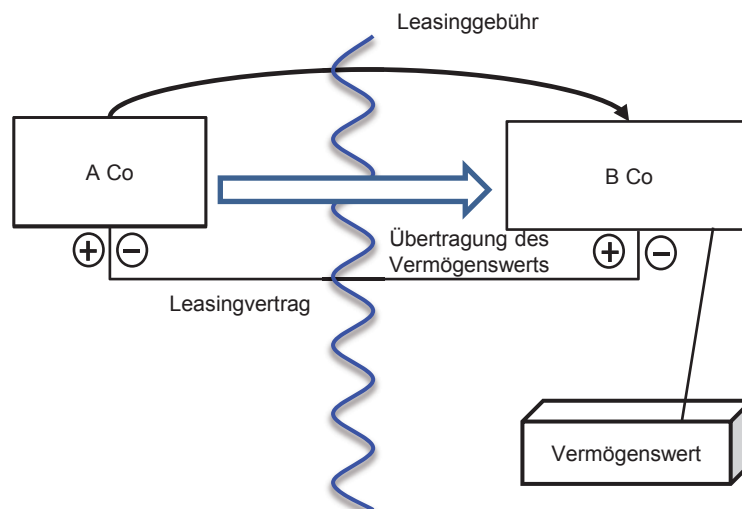 Leasinggebühr
A Co
B Co
+ −
Übertragung des
Vermögenswerts
+ −
Leasingvertrag
Vermögenswert